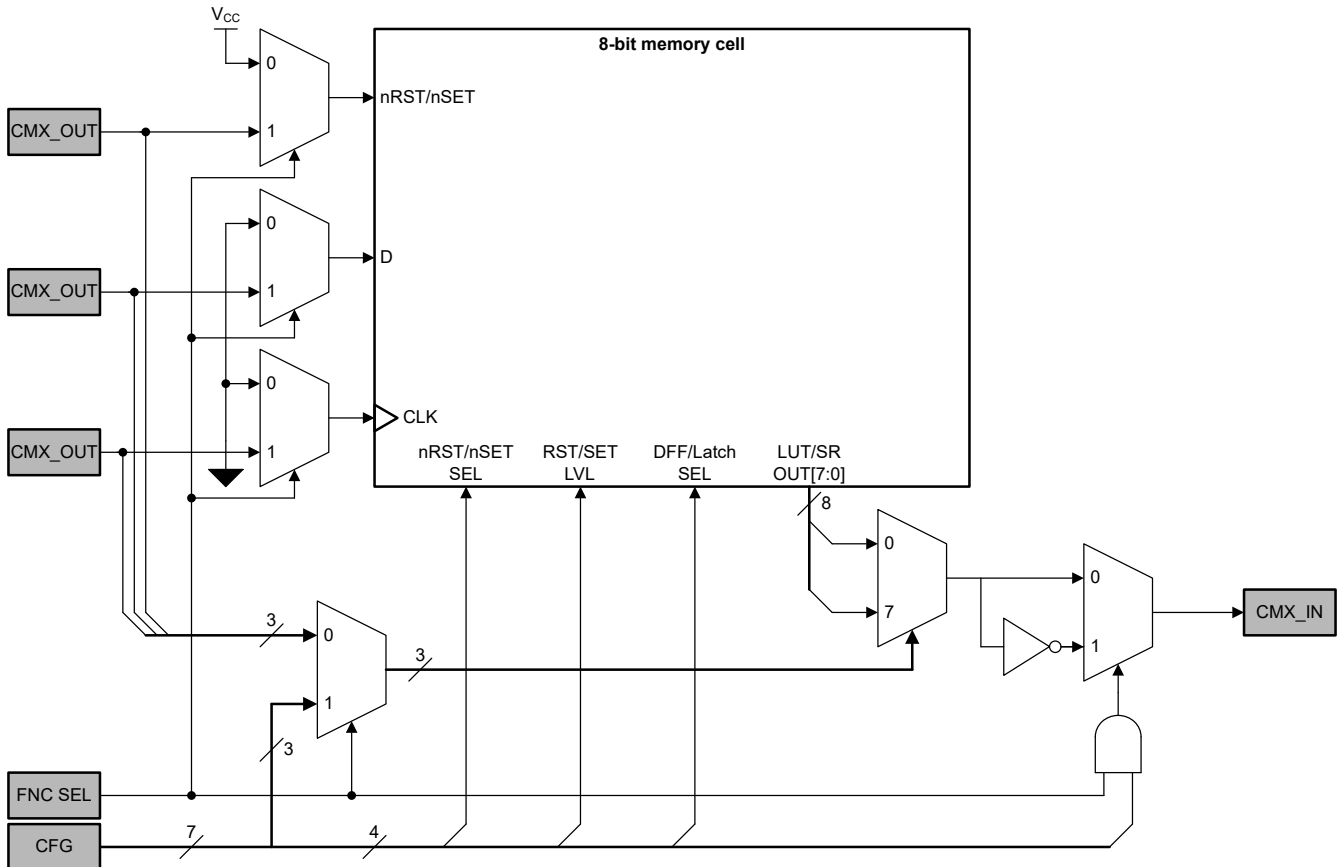 VCC
8-bit memory cell
0
nRST/nSET
CMX_OUT
1
0
D
CMX_OUT
1
0
CLK
CMX_OUT
1
nRST/nSET
SEL
RST/SET
LVL
DFF/Latch
SEL
LUT/SR
OUT[7:0]
8
0
7
0
1
CMX_IN
3
0
3
1
3
FNC SEL
CFG
7
4